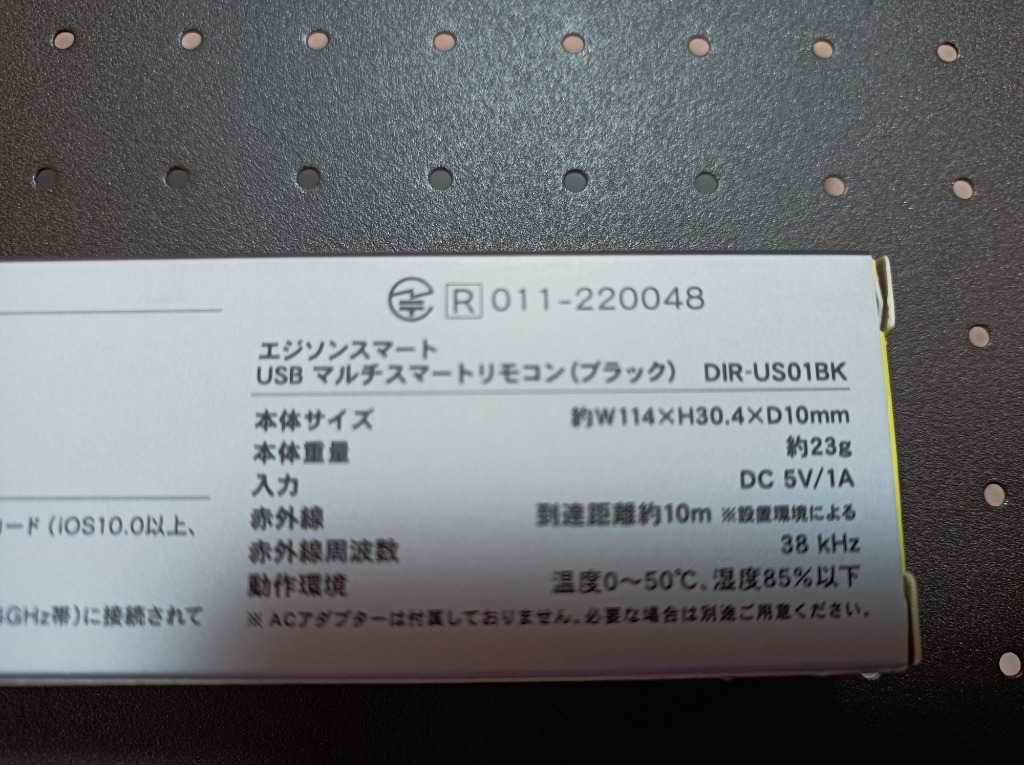 R 011-220048
エジソンスマート
USB マルチスマートリモコン(ブラック) DIR-US01BK
本体サイズ 約W114×H30.4×D10mm
本体重量 約23g
入力 DC 5V/1A
赤外線 到達距離約10m ※設置環境による
赤外線周波数 38 kHz
動作環境 温度0〜50℃、湿度85%以下
※ ACアダプターは付属しておりません。必要な場合は別途ご用意ください。
ード (iOS10.0以上、
GHz帯)に接続されて